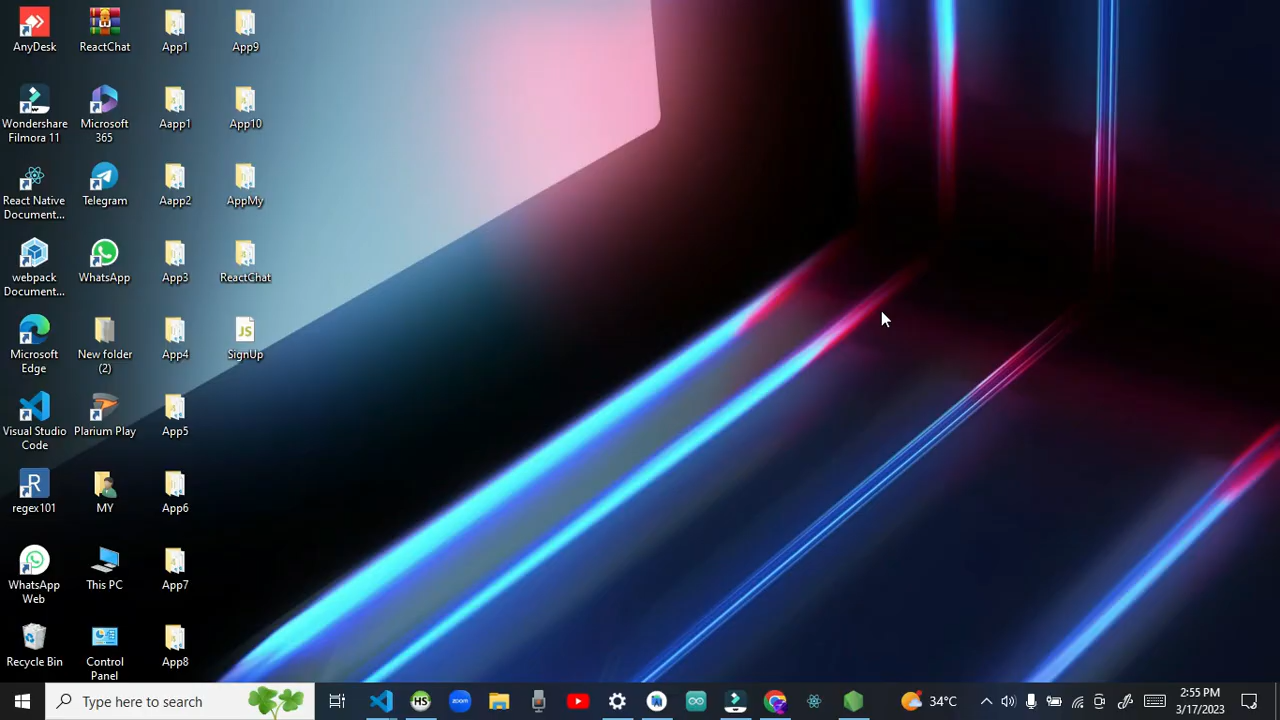 AnyDesk
ReactChat
App1
App9
Wondershare
Filmora 11
Microsoft
365
Aapp1
App10
React Native
Document...
Telegram
Aapp2
AppMy
webpack
Document...
WhatsApp
App3
ReactChat
Microsoft
Edge
New folder
(2)
App4
JS
SignUp
Visual Studio
Code
Plarium Play
App5
R
regex101
MY
App6
WhatsApp
Web
This PC
App7
Recycle Bin
Control
Panel
App8
Type here to search
HS
zoom
34°C
2:55 PM
3/17/2023